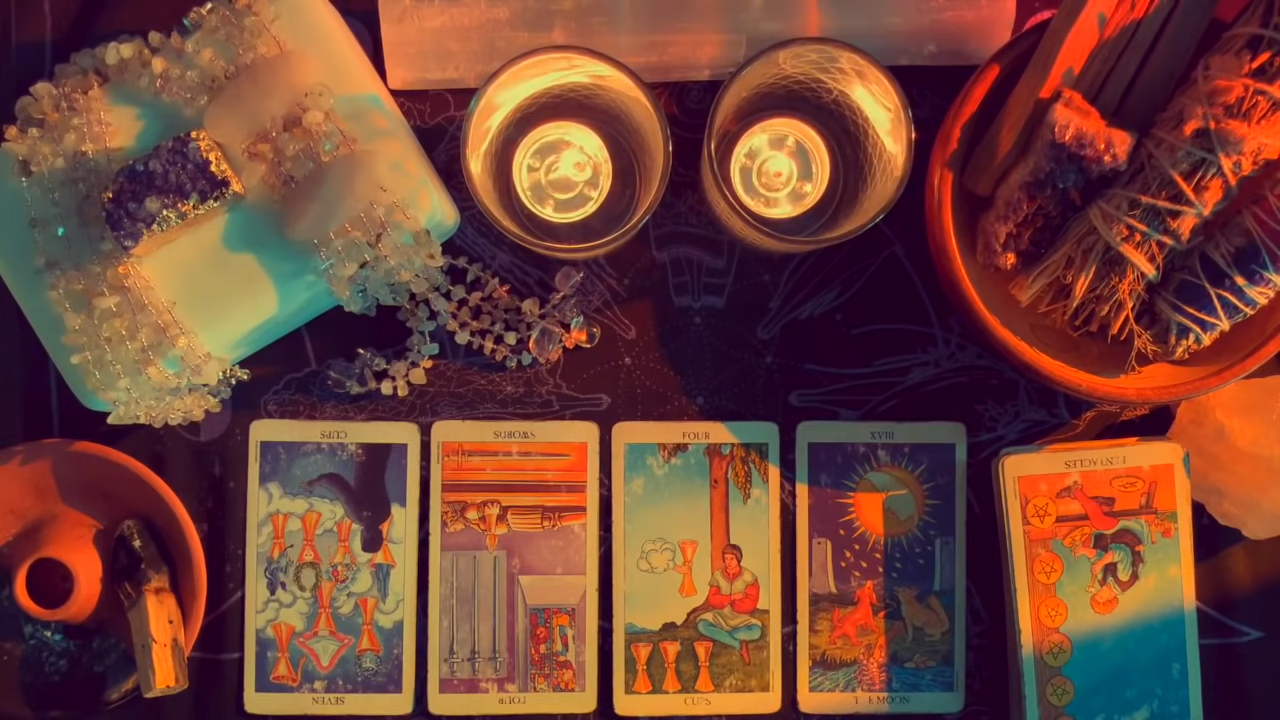 CUPS
SEVEN
SWORDS
FOUR
FOUR
CUPS
XVIII
MOON
PENTACLES